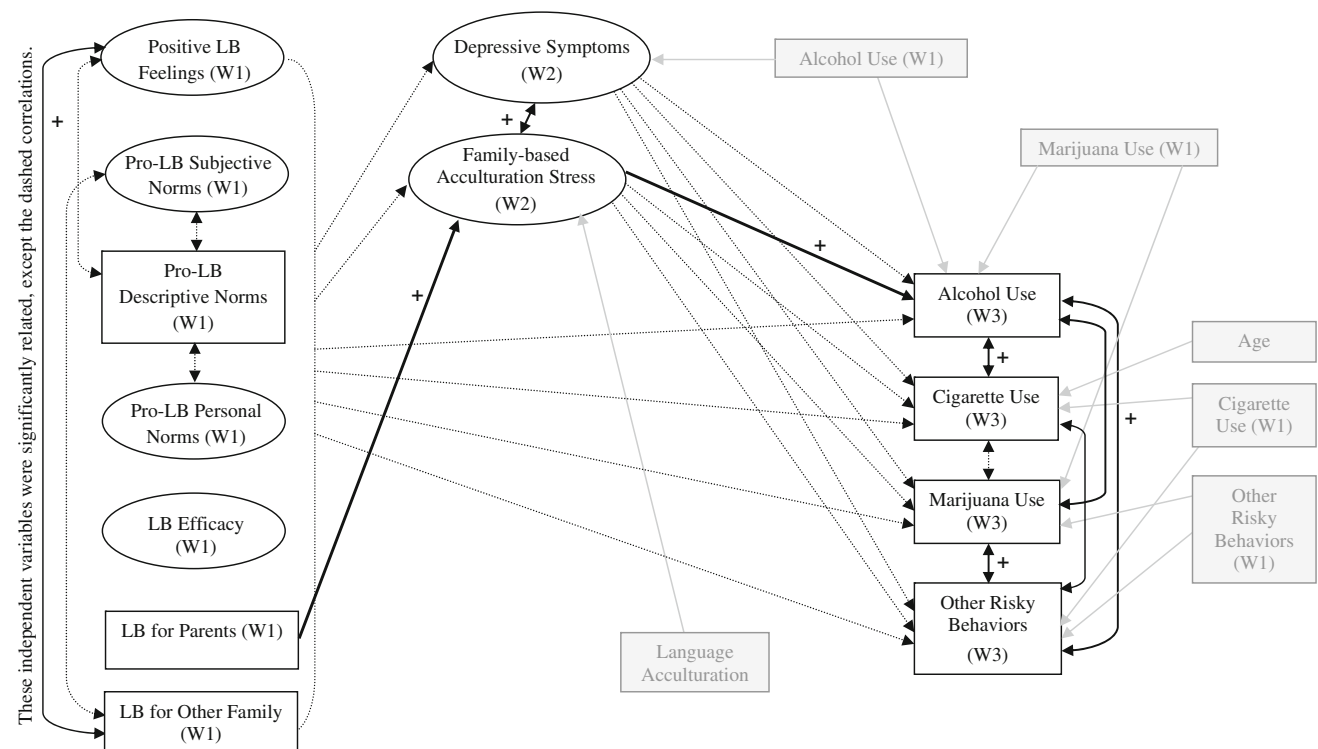 These independent variables were significantly related, except the dashed correlations.
Positive LB
Feelings (W1)
+
Pro-LB Subjective
Norms (W1)
Pro-LB
Descriptive Norms
(W1)
Pro-LB Personal
Norms (W1)
LB Efficacy
(W1)
LB for Parents (W1)
LB for Other Family
(W1)
Depressive Symptoms
(W2)
+
Family-based
Acculturation Stress
(W2)
+
+
Language
Acculturation
Alcohol Use (W1)
Marijuana Use (W1)
Alcohol Use
(W3)
+
Cigarette Use
(W3)
Marijuana Use
(W3)
+
Other Risky
Behaviors
(W3)
+
Age
Cigarette
Use (W1)
Other
Risky
Behaviors
(W1)